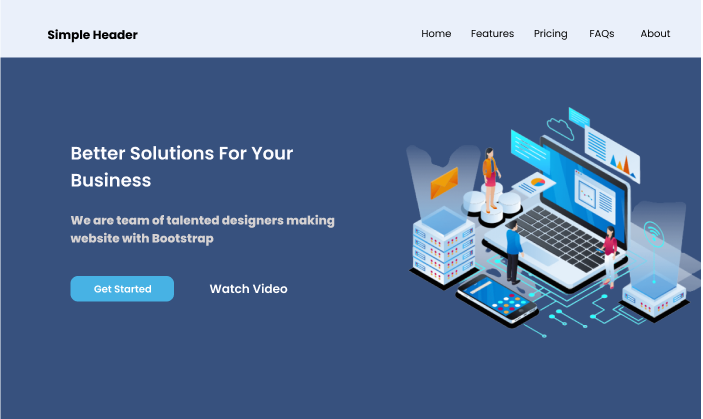 Simple Header
Home Features Pricing FAQs About
Better Solutions For Your
Business
We are team of talented designers making
website with Bootstrap
Get Started Watch Video